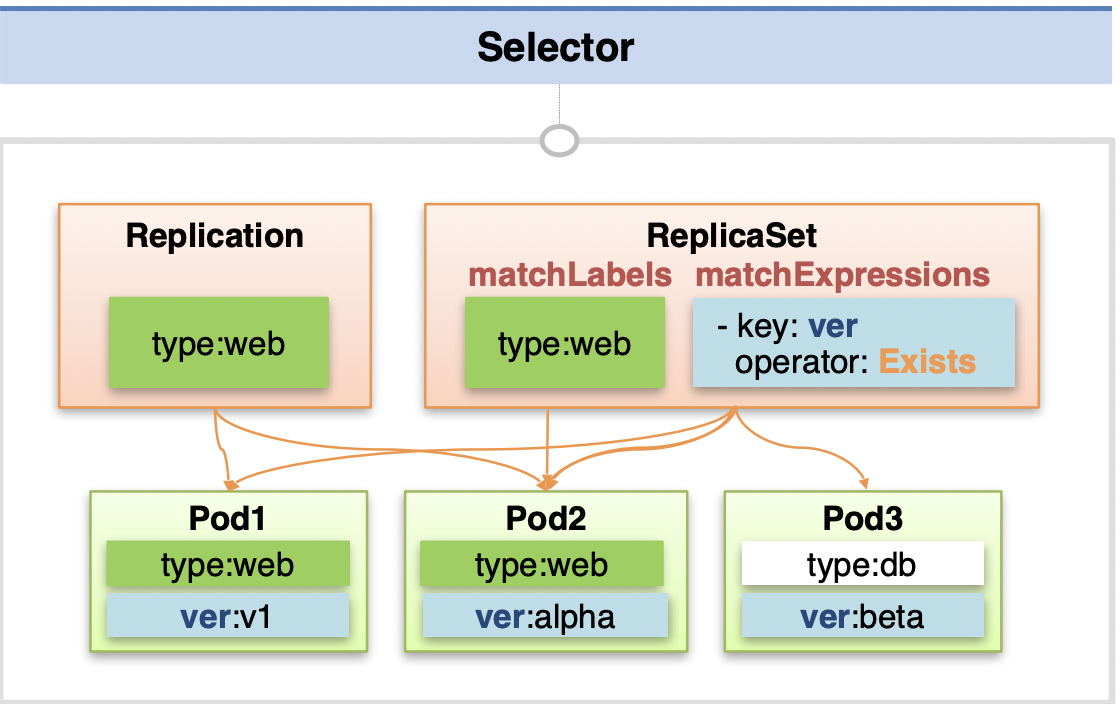 Selector
Replication
type:web
ReplicaSet
matchLabels matchExpressions
type:web
- key: ver
operator: Exists
Pod1
type:web
ver:v1
Pod2
type:web
ver:alpha
Pod3
type:db
ver:beta